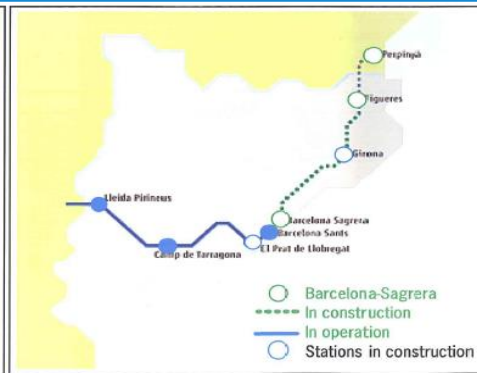 Perpinyà
Figueres
Girona
Barcelona Sagrera
Barcelona Sants
El Prat de Llobregat
Lleida Pirineus
Camp de Tarragona
Barcelona-Sagrera
In construction
In operation
Stations in construction